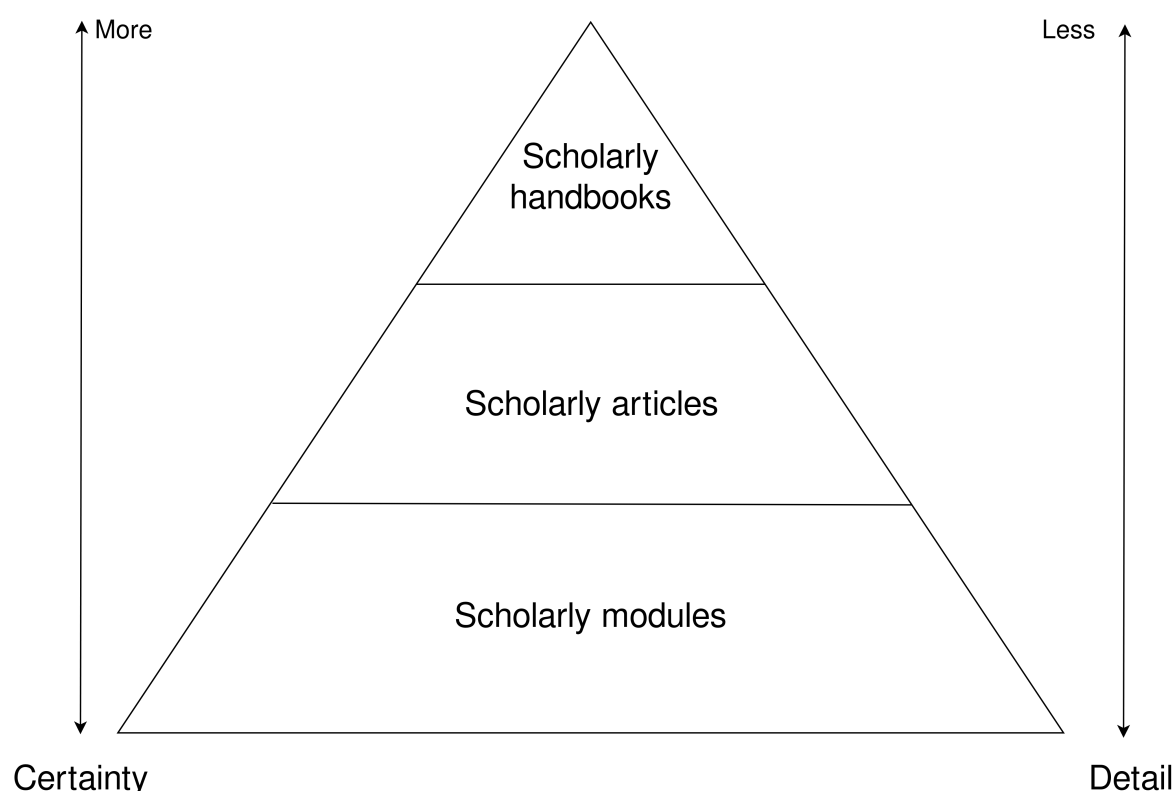 More
Less
Scholarly
handbooks
Scholarly articles
Scholarly modules
Certainty
Detail